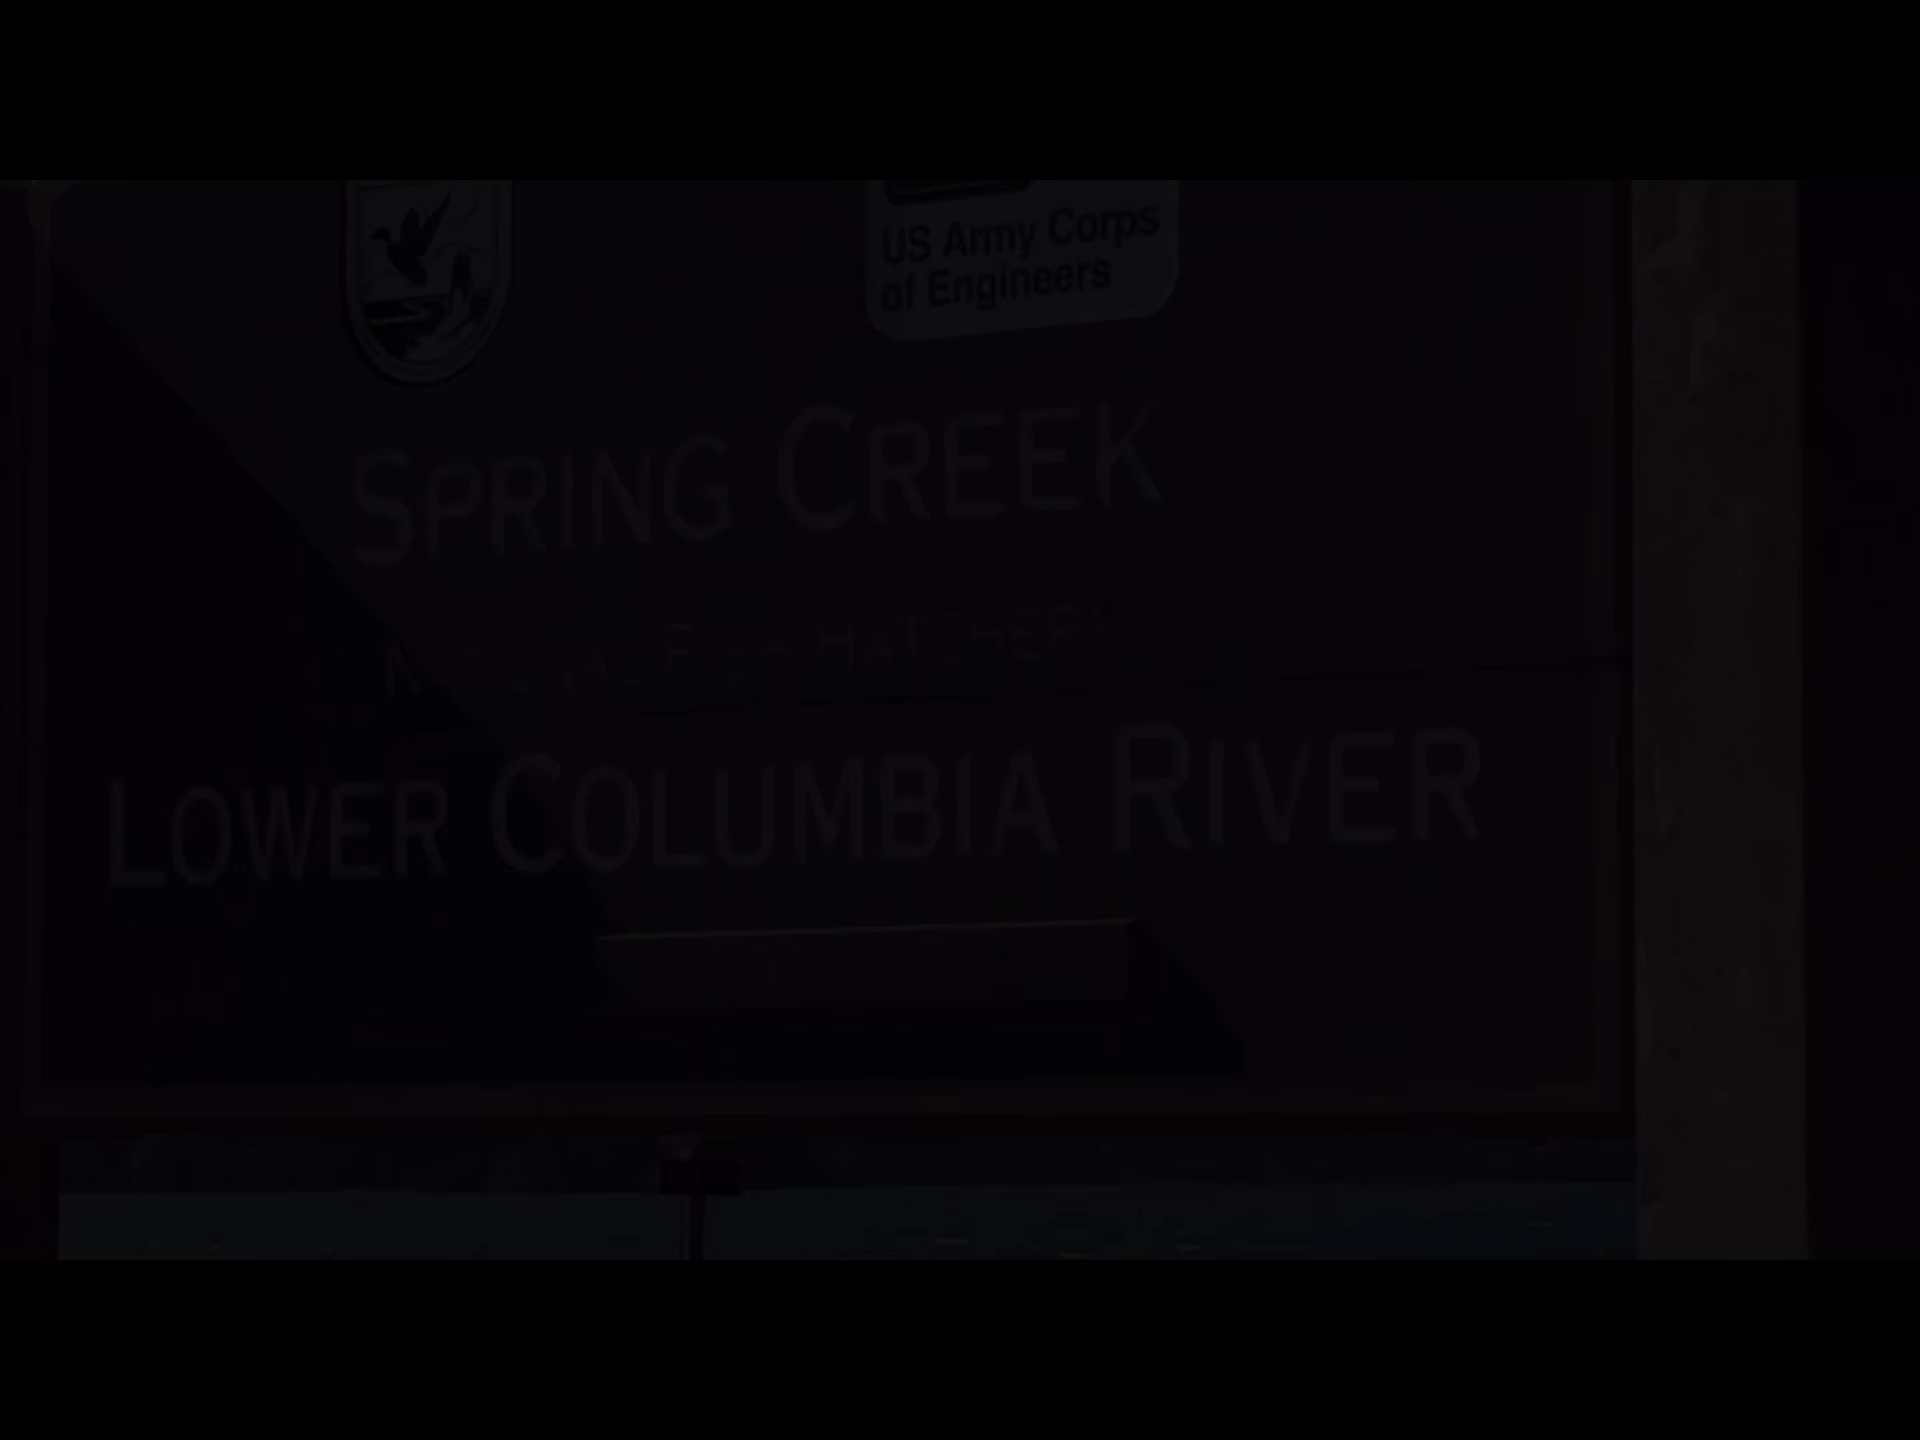 US Army Corps
of Engineers
SPRING CREEK
NATIONAL FISH HATCHERY
LOWER COLUMBIA RIVER